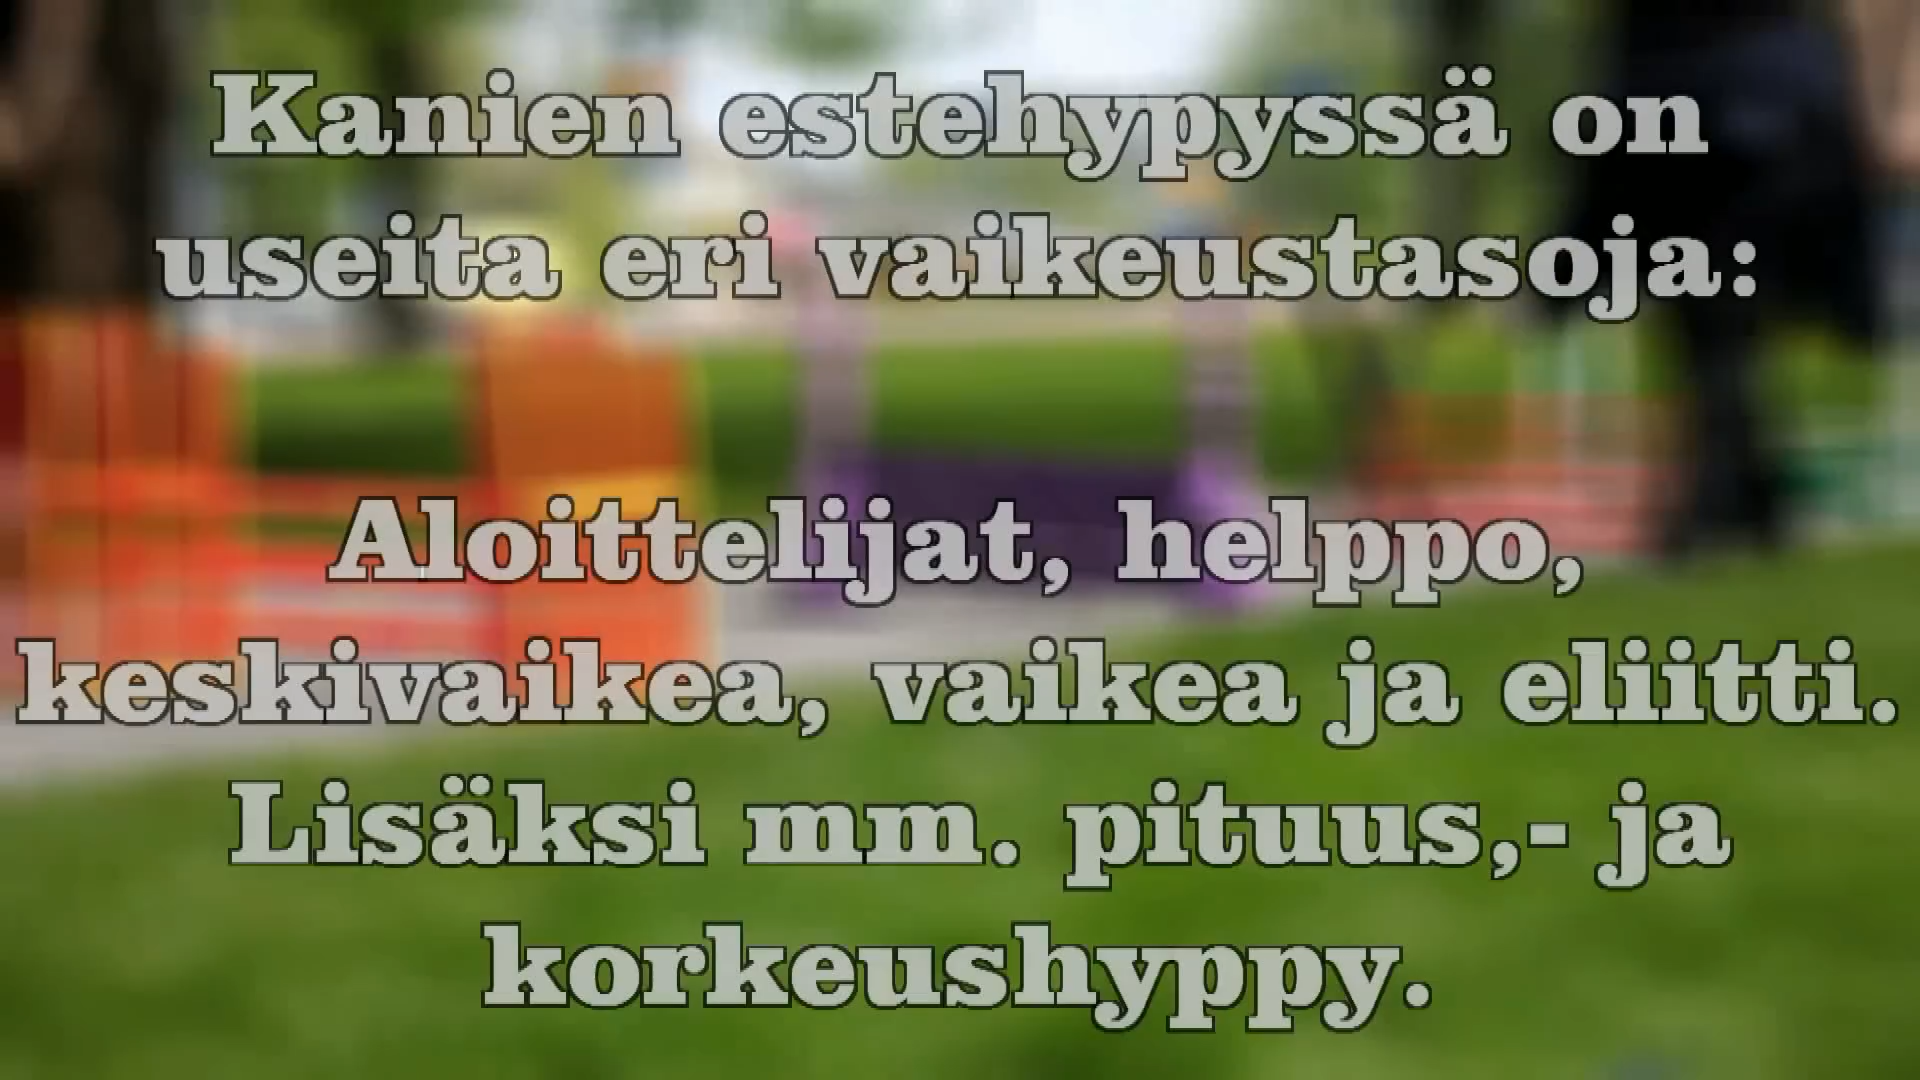 Kanien estehypyssä on
useita eri vaikeustasoja:
Aloittelijat, helppo,
keskivaikea, vaikea ja eliitti.
Lisäksi mm. pituus,- ja
korkeushyppy.